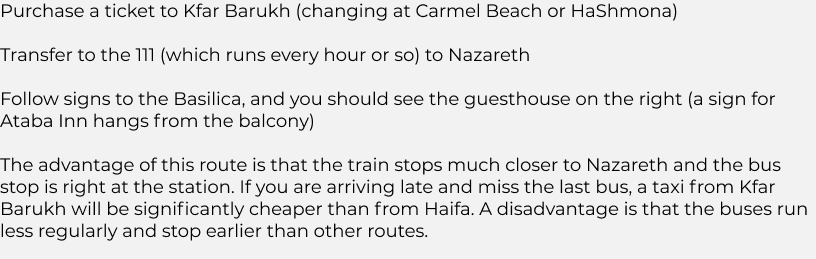 Purchase a ticket to Kfar Barukh (changing at Carmel Beach or HaShmona)
Transfer to the 111 (which runs every hour or so) to Nazareth
Follow signs to the Basilica, and you should see the guesthouse on the right (a sign for
Ataba Inn hangs from the balcony)
The advantage of this route is that the train stops much closer to Nazareth and the bus
stop is right at the station. If you are arriving late and miss the last bus, a taxi from Kfar
Barukh will be significantly cheaper than from Haifa. A disadvantage is that the buses run
less regularly and stop earlier than other routes.